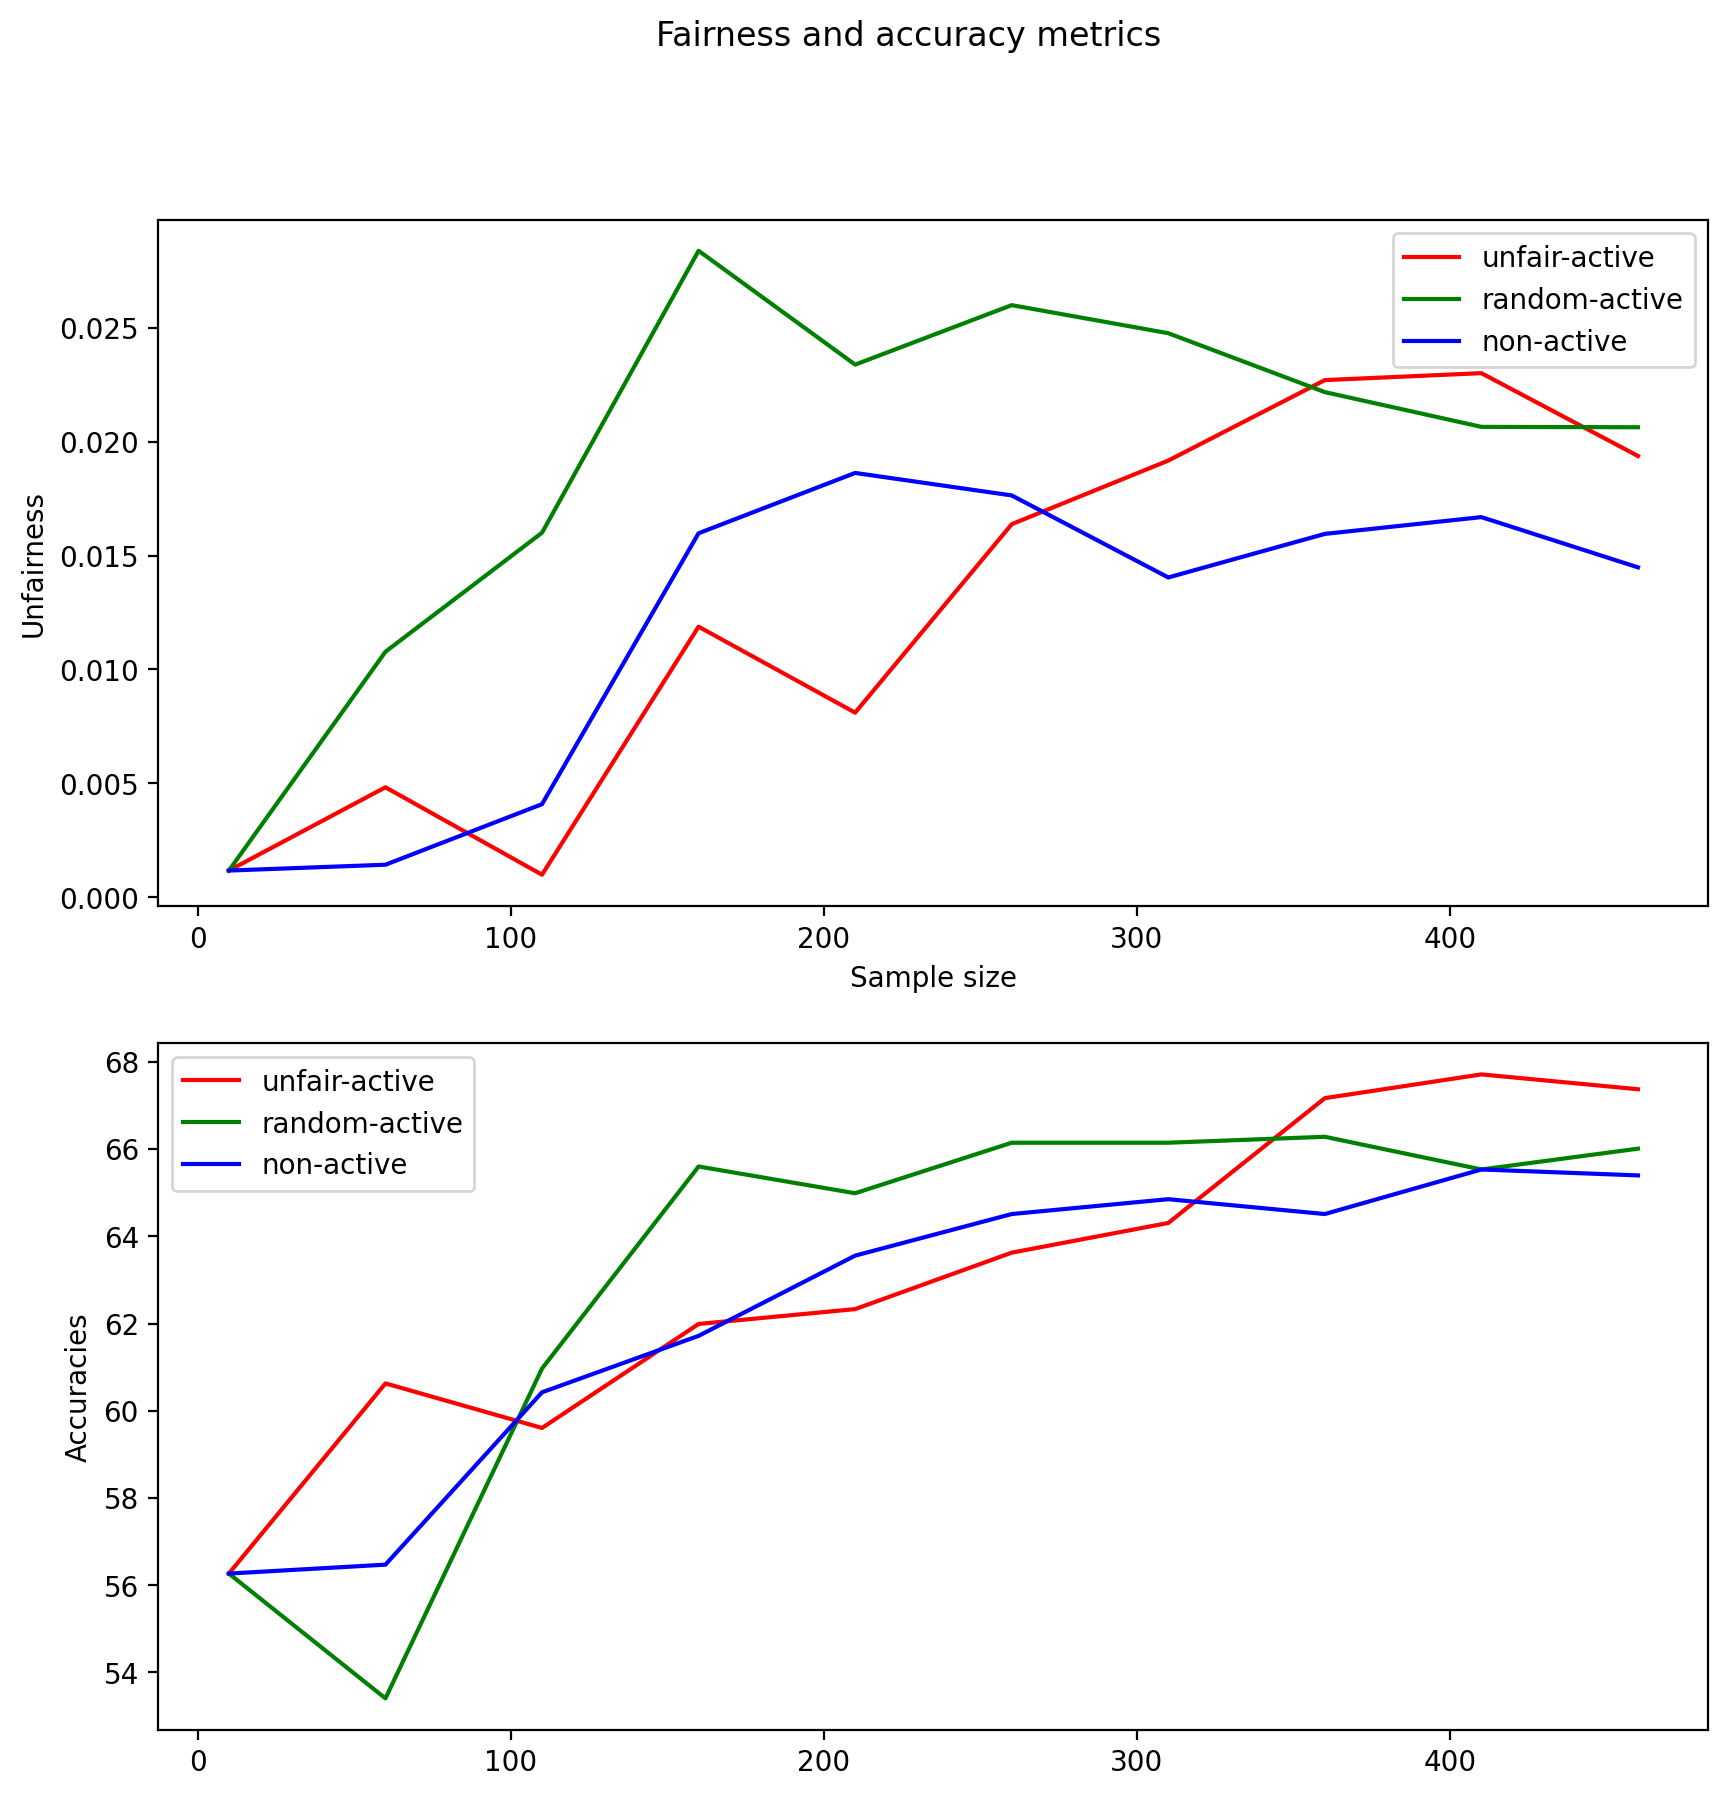 Fairness and accuracy metrics
unfair-active
random-active
non-active
0.025
0.020
0.015
0.010
0.005
0.000
Unfairness
0 100 200 300 400
Sample size
unfair-active
random-active
non-active
68
66
64
62
60
58
56
54
Accuracies
0 100 200 300 400